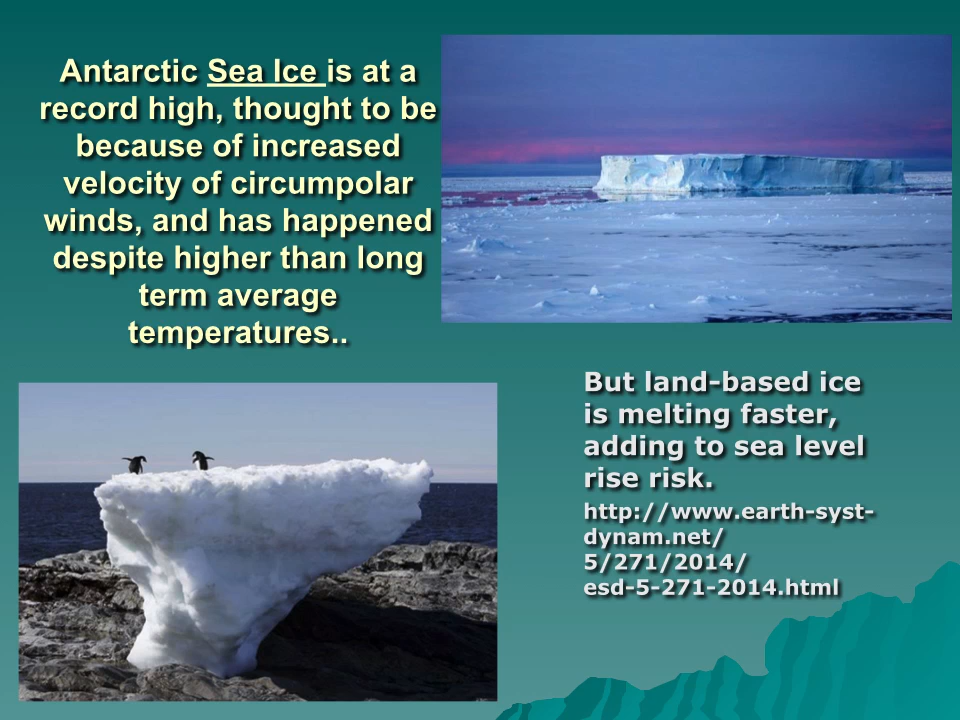 Antarctic Sea Ice is at a
record high, thought to be
because of increased
velocity of circumpolar
winds, and has happened
despite higher than long
term average
temperatures..
But land-based ice
is melting faster,
adding to sea level
rise risk.
http://www.earth-syst-
dynam.net/
5/271/2014/
esd-5-271-2014.html